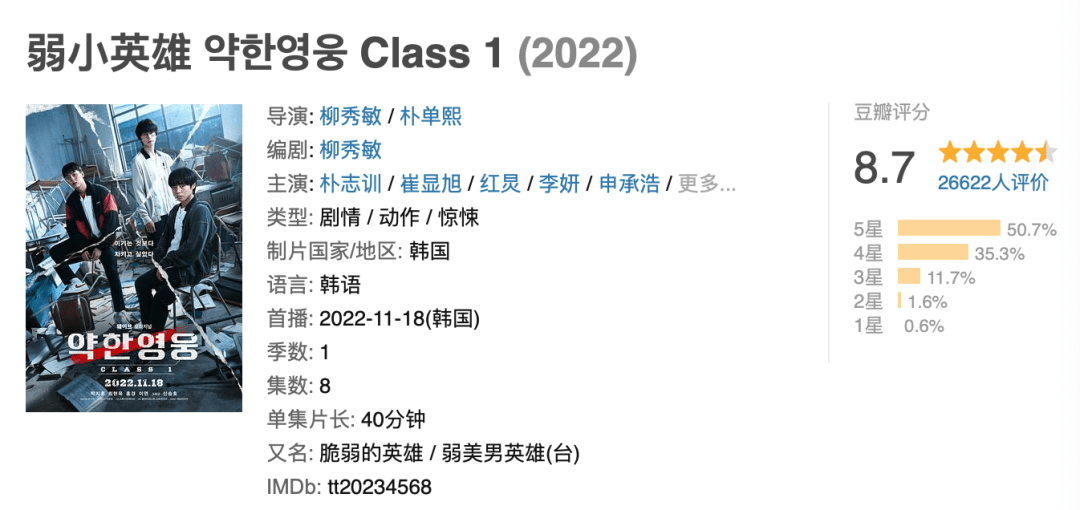 弱小英雄 약한영웅 Class 1 (2022)
이기는 것보다
지키고 싶었다
웨이브 오리지널
약한영웅
CLASS 1
2022.11.18
导演: 柳秀敏 / 朴单熙
编剧: 柳秀敏
主演: 朴志训 / 崔显旭 / 红炅 / 李妍 / 申承浩 / 更多...
类型: 剧情 / 动作 / 惊悚
制片国家/地区: 韩国
语言: 韩语
首播: 2022-11-18(韩国)
季数: 1
集数: 8
单集片长: 40分钟
又名: 脆弱的英雄 / 弱美男英雄(台)
IMDb: tt20234568
豆瓣评分
8.7
26622人评价
5星 50.7%
4星 35.3%
3星 11.7%
2星 1.6%
1星 0.6%